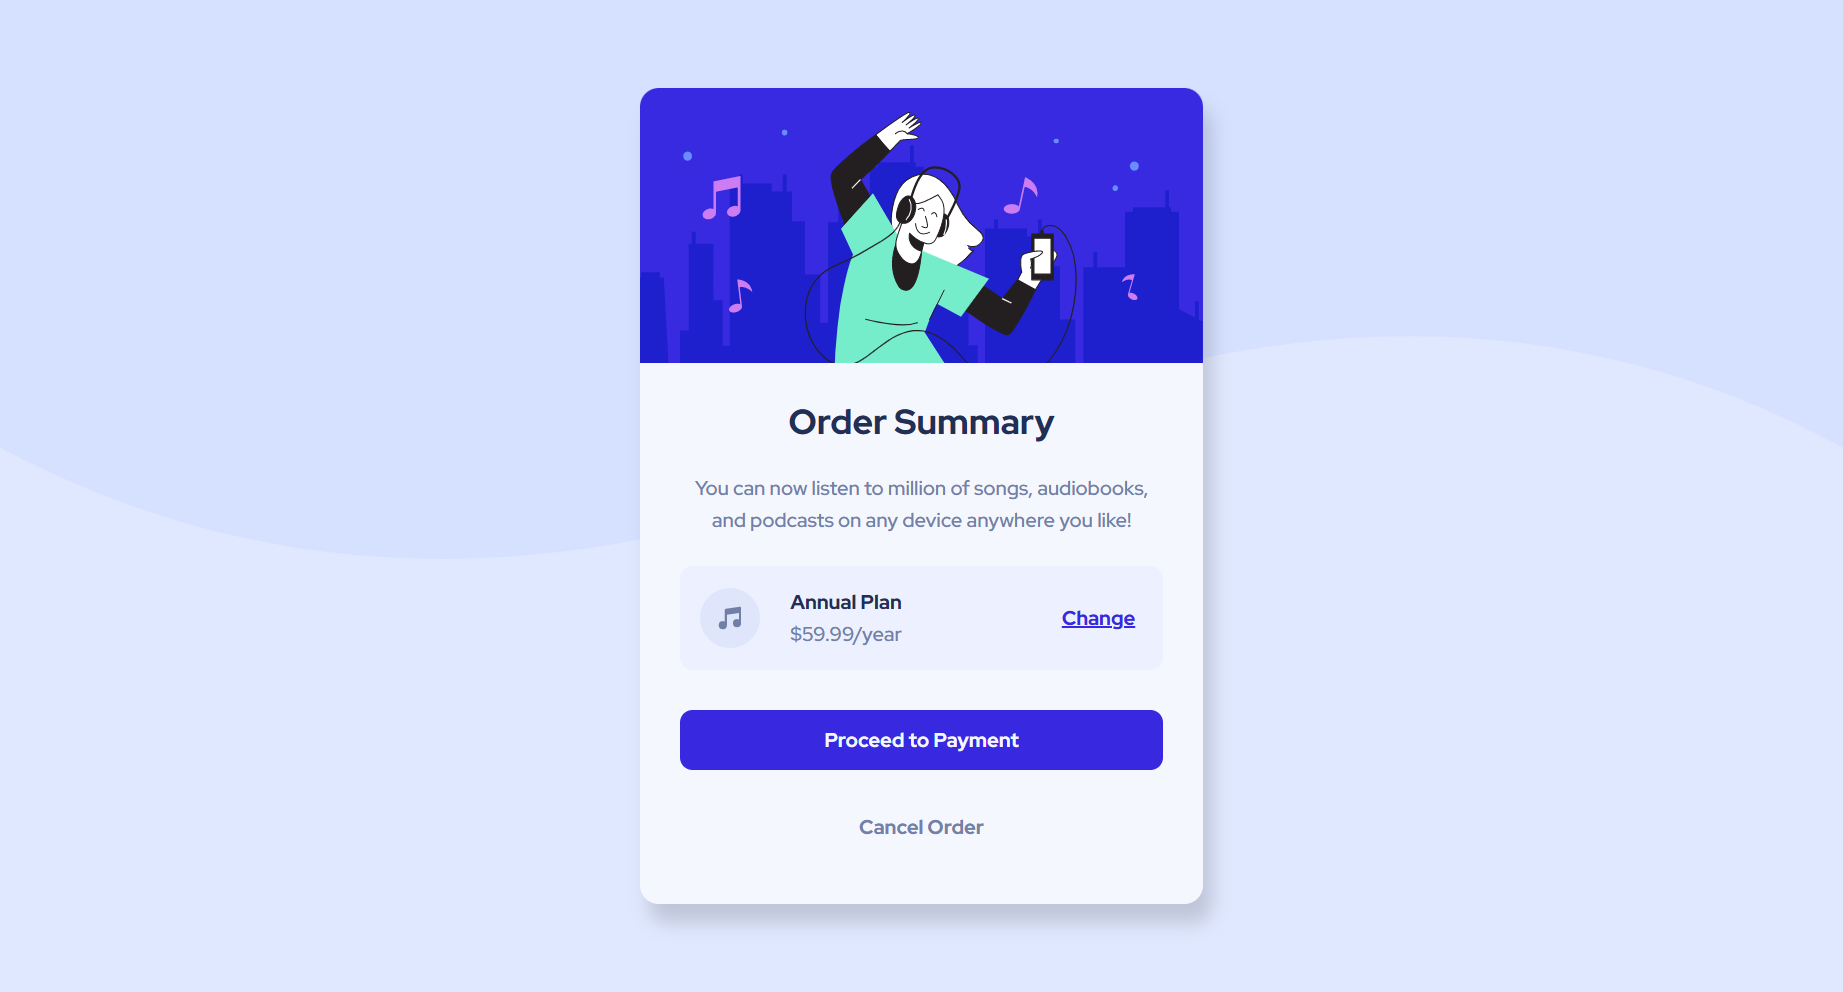 Order Summary
You can now listen to million of songs, audiobooks,
and podcasts on any device anywhere you like!
Annual Plan
$59.99/year
Change
Proceed to Payment
Cancel Order